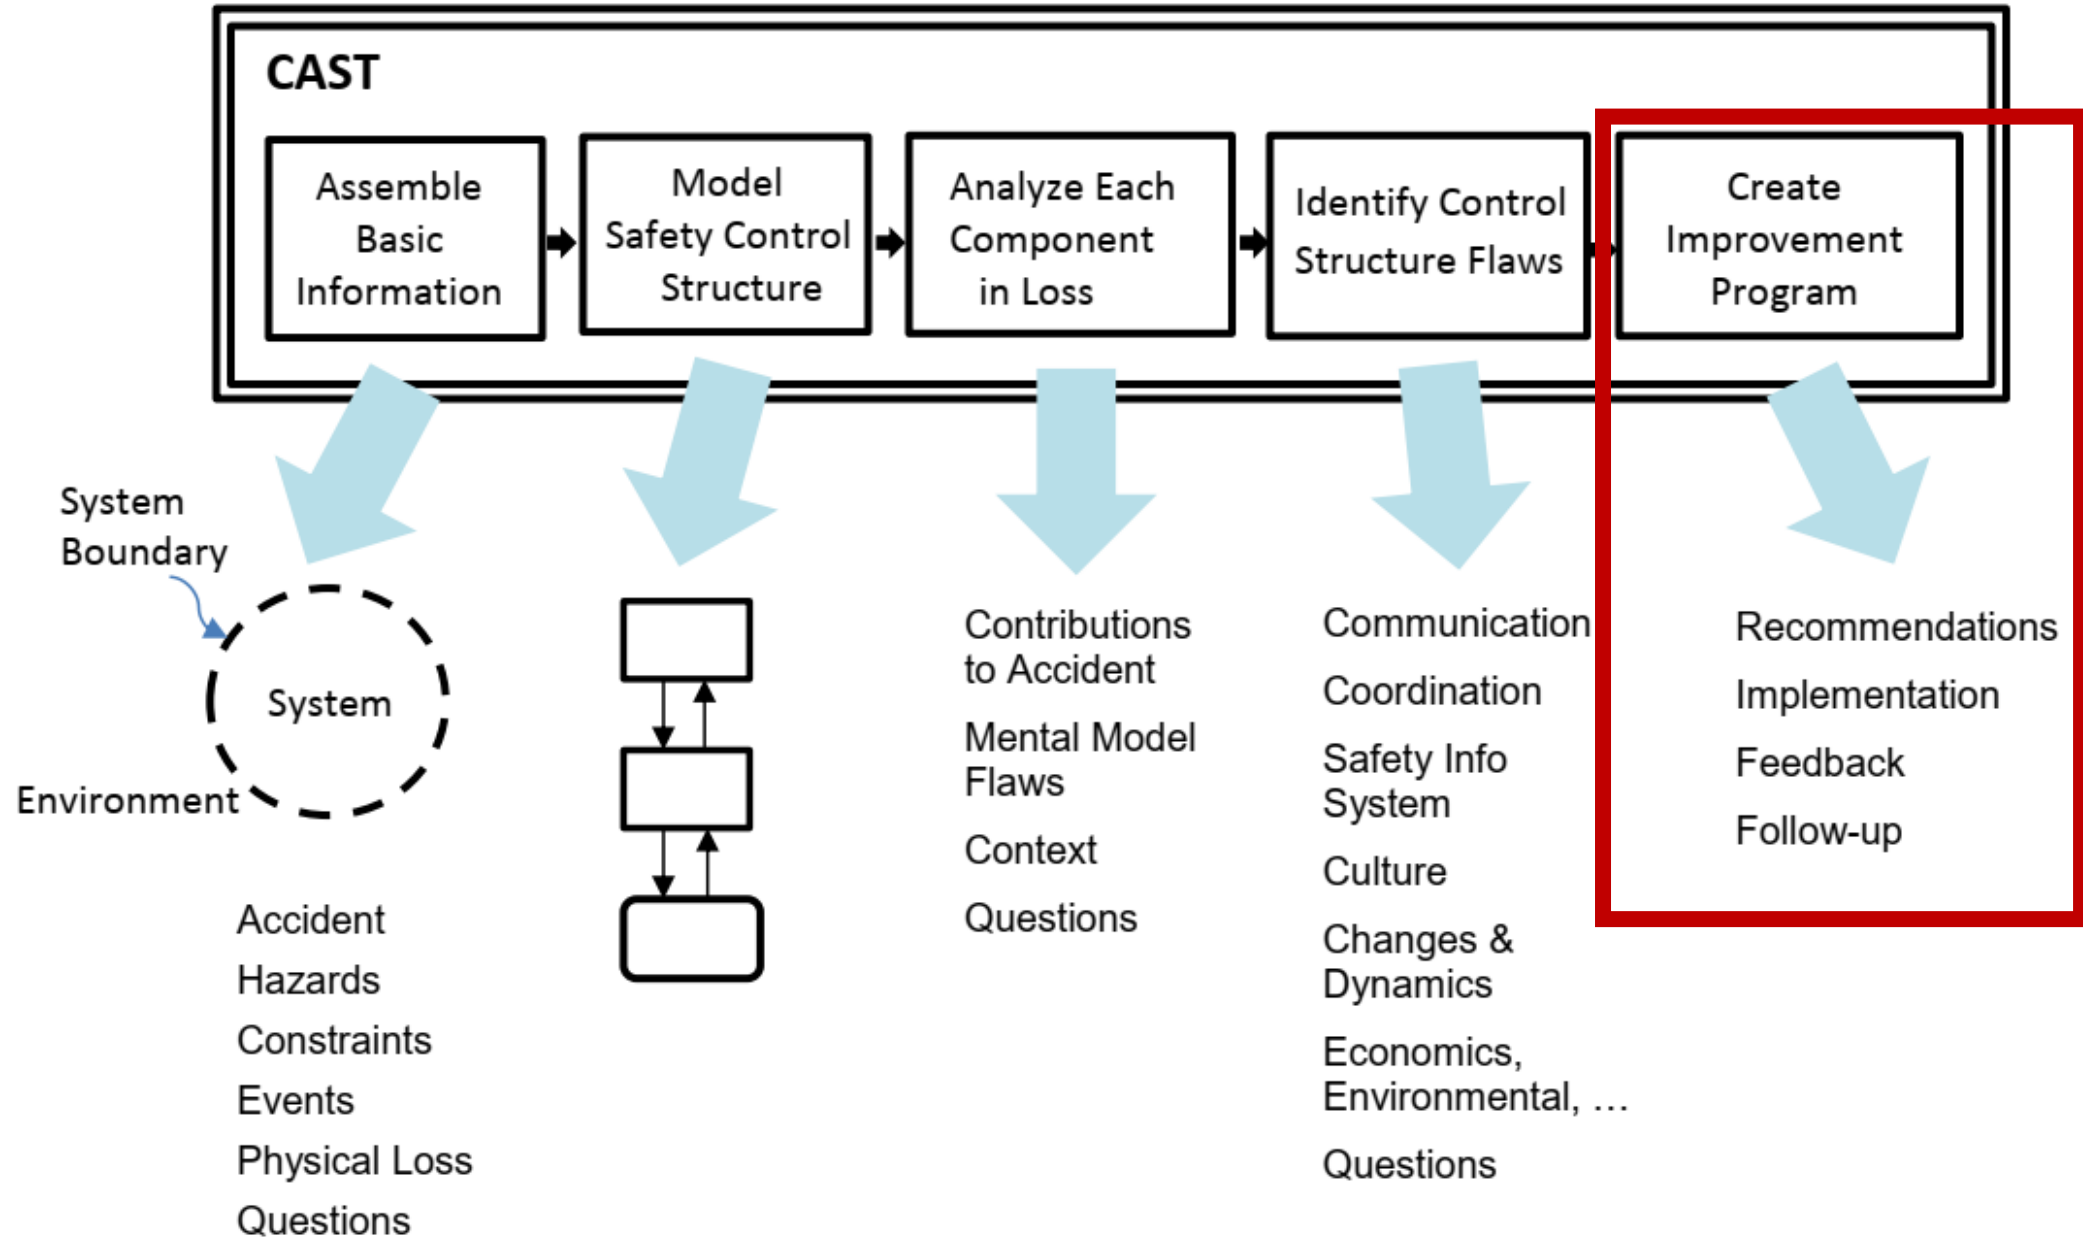 CAST
Assemble
Basic
Information
Model
Safety Control
Structure
Analyze Each
Component
in Loss
Identify Control
Structure Flaws
Create
Improvement
Program
System
Boundary
System
Environment
Accident
Hazards
Constraints
Events
Physical Loss
Questions
Contributions
to Accident
Mental Model
Flaws
Context
Questions
Communication
Coordination
Safety Info
System
Culture
Changes &
Dynamics
Economics,
Environmental, …
Questions
Recommendations
Implementation
Feedback
Follow-up